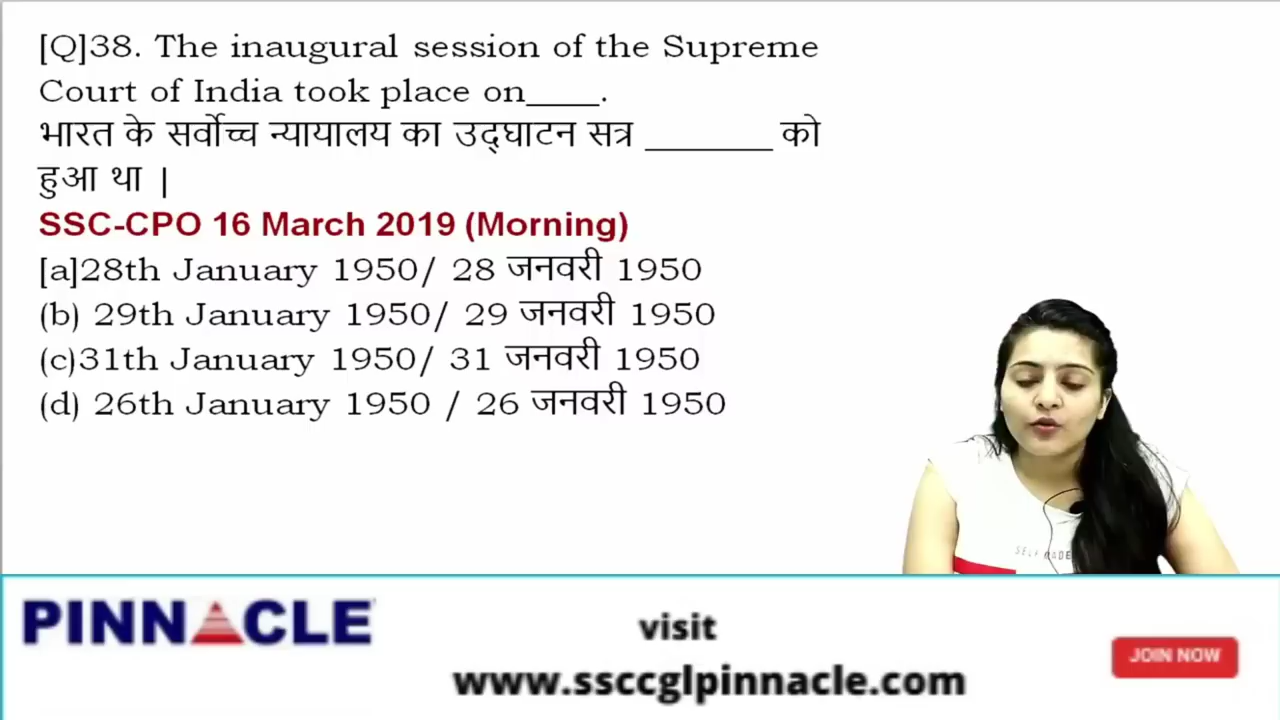 [Q]38. The inaugural session of the Supreme
Court of India took place on____.
भारत के सर्वोच्च न्यायालय का उद्घाटन सत्र _______ को
हुआ था |
SSC-CPO 16 March 2019 (Morning)
[a]28th January 1950/ 28 जनवरी 1950
(b) 29th January 1950/ 29 जनवरी 1950
(c)31th January 1950/ 31 जनवरी 1950
(d) 26th January 1950 / 26 जनवरी 1950
SELF MADE
PINNACLE
visit
www.ssccglpinnacle.com
JOIN NOW